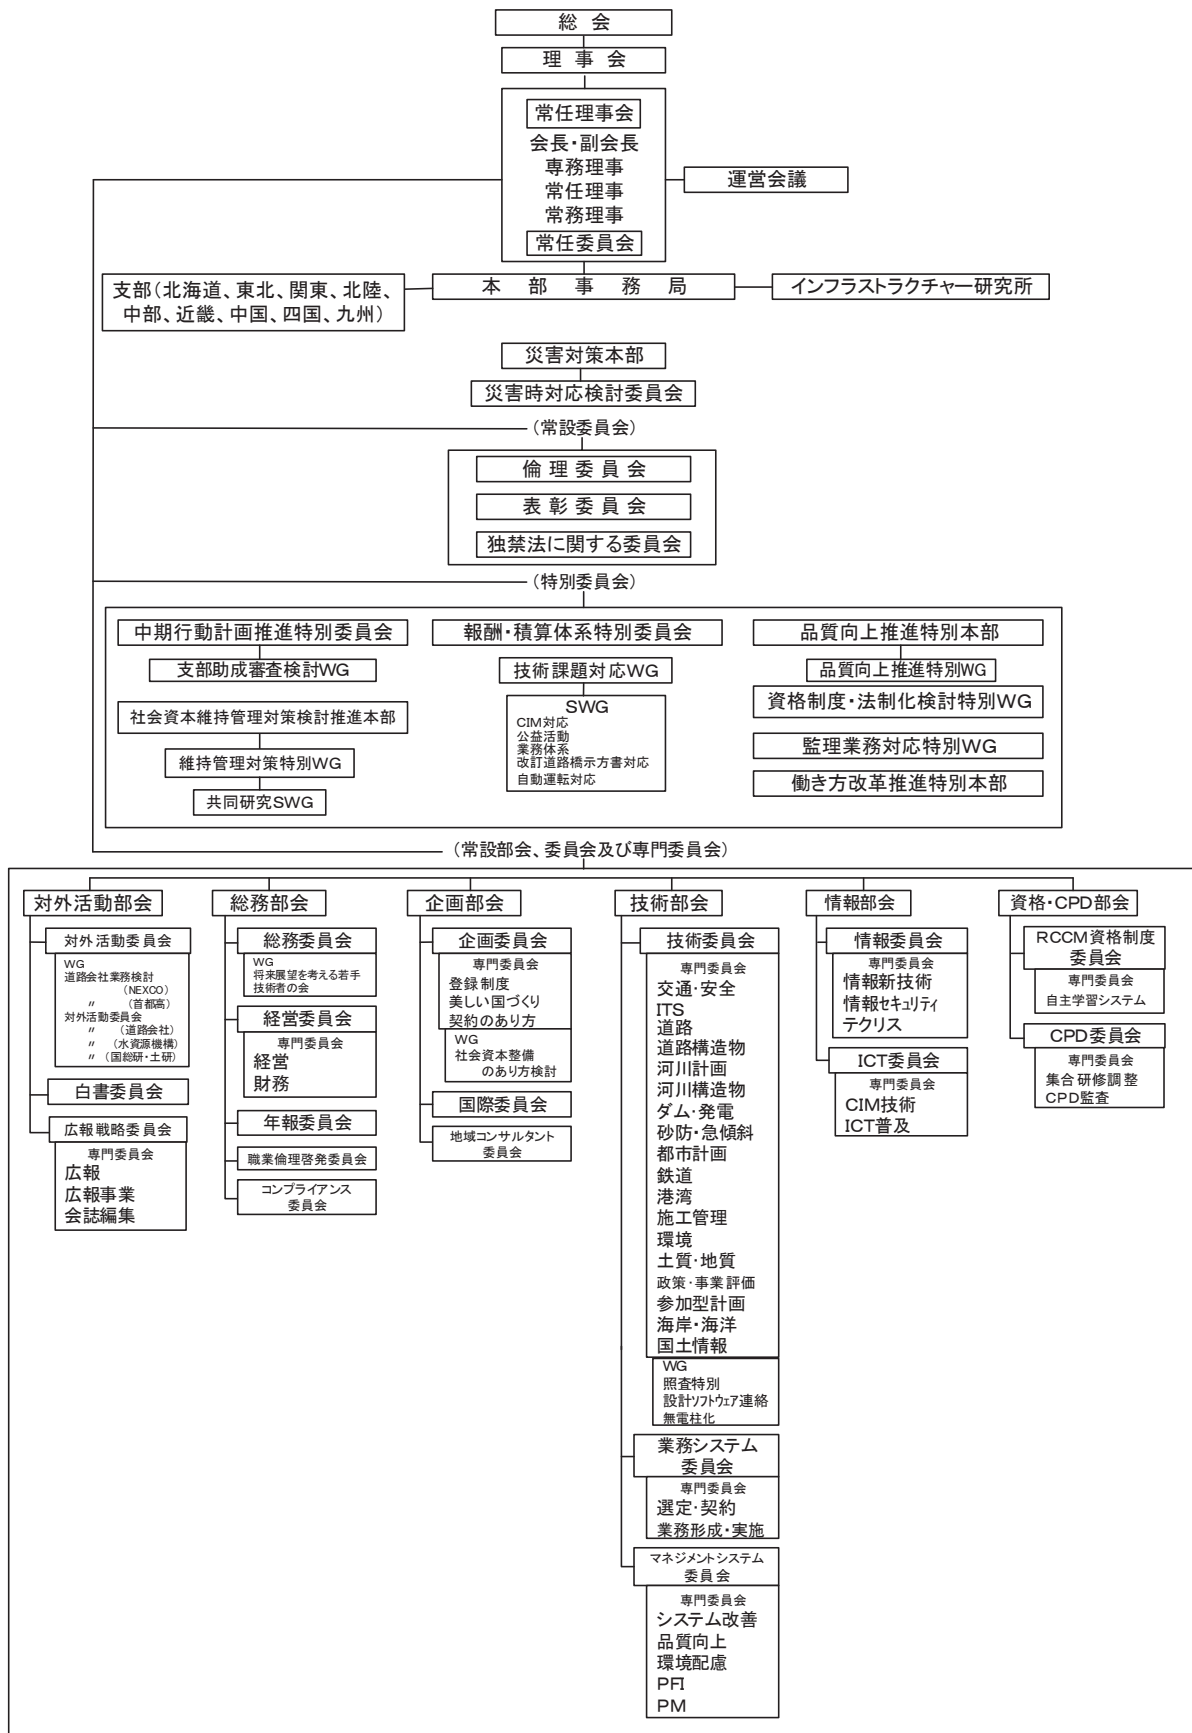 総会
理事会
常任理事会
会長・副会長
専務理事
常任理事
常務理事
常任委員会
運営会議
本部事務局
支部（北海道、東北、関東、北陸、
中部、近畿、中国、四国、九州）
インフラストラクチャー研究所
災害対策本部
災害時対応検討委員会
（常設委員会）
倫理委員会
表彰委員会
独禁法に関する委員会
（特別委員会）
中期行動計画推進特別委員会
支部助成審査検討WG
社会資本維持管理対策検討推進本部
維持管理対策特別WG
共同研究SWG
報酬・積算体系特別委員会
技術課題対応WG
SWG
CIM対応
公益活動
業務体系
改訂道路橋示方書対応
自動運転対応
品質向上推進特別本部
品質向上推進特別WG
資格制度・法制化検討特別WG
監理業務対応特別WG
働き方改革推進特別本部
（常設部会、委員会及び専門委員会）
対外活動部会
対外活動委員会
WG
道路会社業務検討
（NEXCO）
〃 （首都高）
対外活動委員会
〃 （道路会社）
〃 （水資源機構）
〃 （国総研・土研）
白書委員会
広報戦略委員会
専門委員会
広報
広報事業
会誌編集
総務部会
総務委員会
WG
将来展望を考える若手
技術者の会
経営委員会
専門委員会
経営
財務
年報委員会
職業倫理啓発委員会
コンプライアンス
委員会
企画部会
企画委員会
専門委員会
登録制度
美しい国づくり
契約のあり方
WG
社会資本整備
のあり方検討
国際委員会
地域コンサルタント
委員会
技術部会
技術委員会
専門委員会
交通・安全
ITS
道路
道路構造物
河川計画
河川構造物
ダム・発電
砂防・急傾斜
都市計画
鉄道
港湾
施工管理
環境
土質・地質
政策・事業評価
参加型計画
海岸・海洋
国土情報
WG
照査特別
設計ソフトウェア連絡
無電柱化
業務システム
委員会
専門委員会
選定・契約
業務形成・実施
マネジメントシステム
委員会
専門委員会
システム改善
品質向上
環境配慮
PFI
PM
情報部会
情報委員会
専門委員会
情報新技術
情報セキュリティ
テクリス
ICT委員会
専門委員会
CIM技術
ICT普及
資格・CPD部会
RCCM資格制度
委員会
専門委員会
自主学習システム
CPD委員会
専門委員会
集合研修調整
CPD監査